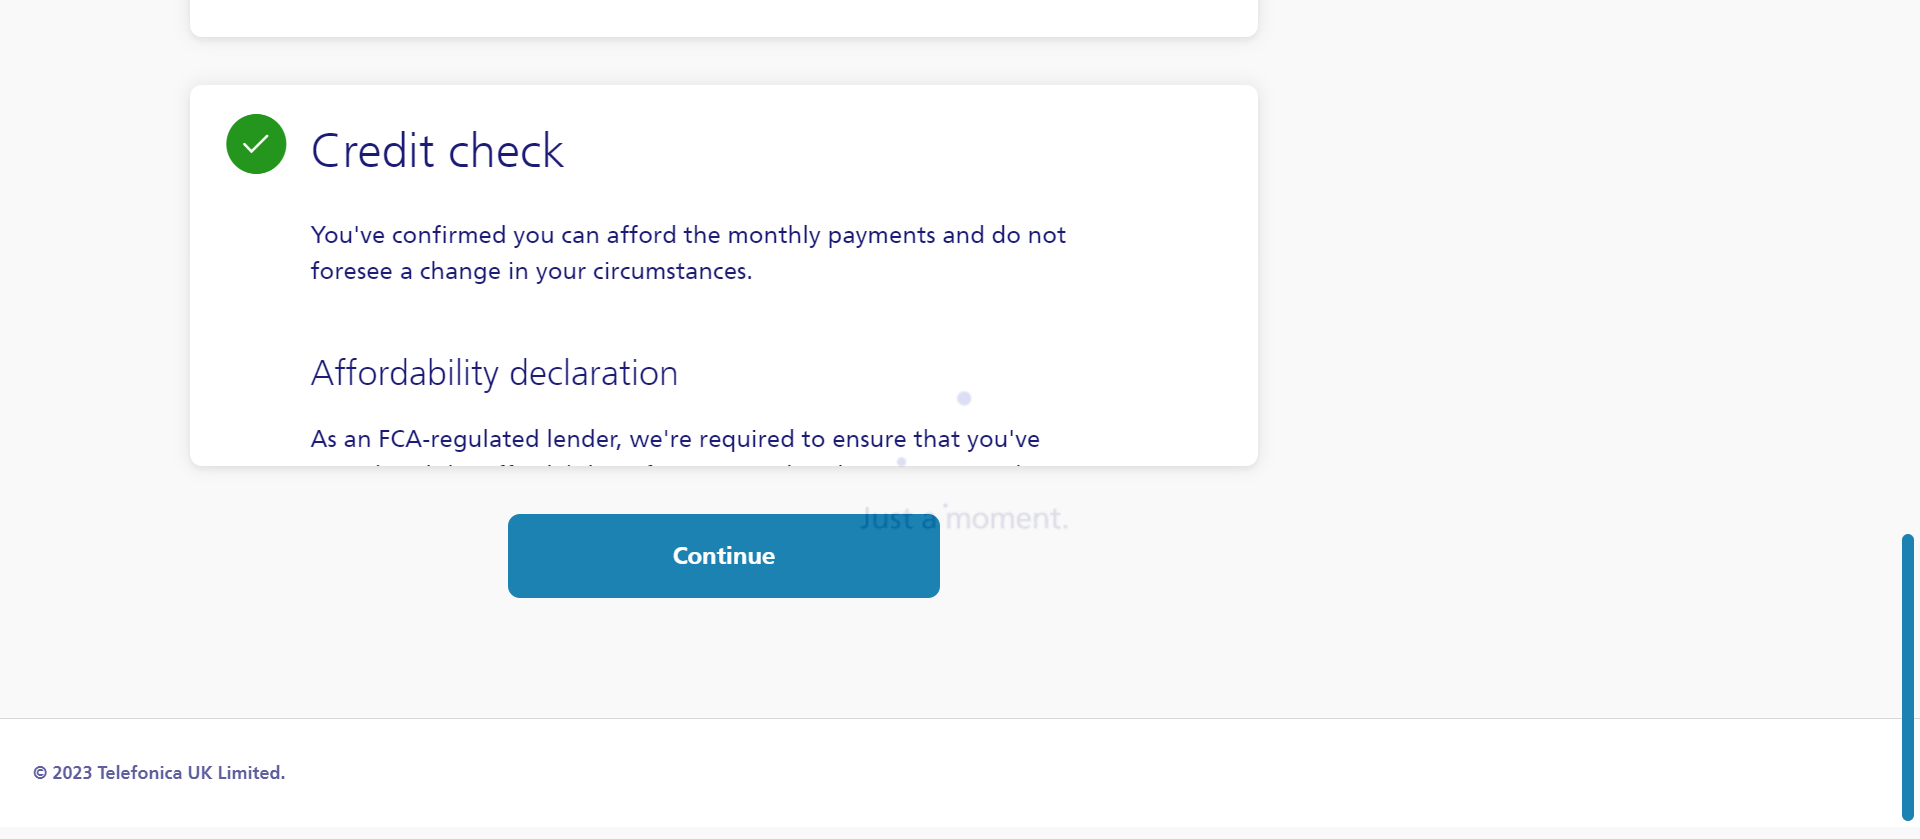 Credit check
You've confirmed you can afford the monthly payments and do not
foresee a change in your circumstances.
Affordability declaration
As an FCA-regulated lender, we're required to ensure that you've
Just a moment.
Continue
© 2023 Telefonica UK Limited.